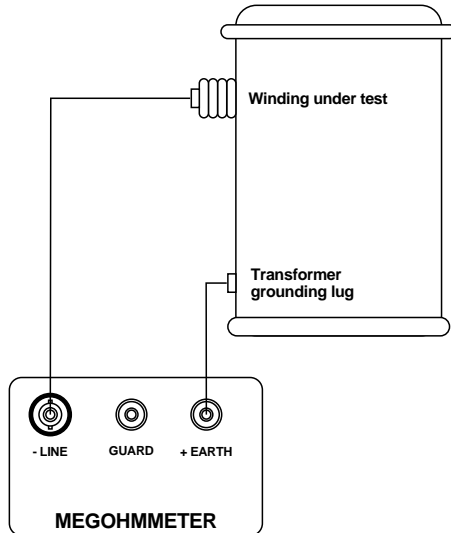 Winding under test
Transformer
grounding lug
- LINE
GUARD
+ EARTH
MEGOHMMETER